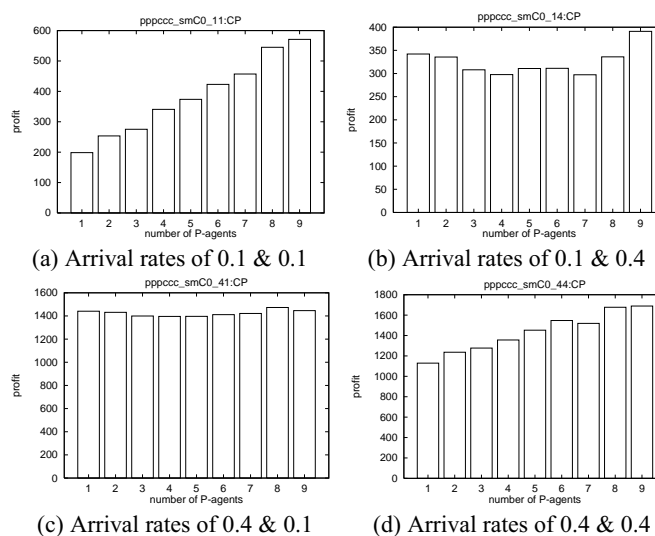 pppccc_smC0_11:CP
700
600
500
400
300
200
100
0
profit
1 2 3 4 5 6 7 8 9
number of P-agents
(a) Arrival rates of 0.1 & 0.1
pppccc_smC0_14:CP
400
350
300
250
200
150
100
50
0
profit
1 2 3 4 5 6 7 8 9
number of P-agents
(b) Arrival rates of 0.1 & 0.4
pppccc_smC0_41:CP
1600
1400
1200
1000
800
600
400
200
0
profit
1 2 3 4 5 6 7 8 9
number of P-agents
(c) Arrival rates of 0.4 & 0.1
pppccc_smC0_44:CP
1800
1600
1400
1200
1000
800
600
400
200
0
profit
1 2 3 4 5 6 7 8 9
number of P-agents
(d) Arrival rates of 0.4 & 0.4